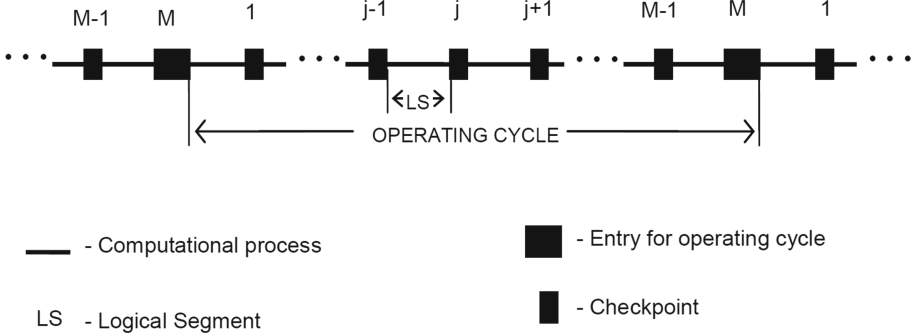 M-1 M 1 j-1 j j+1 M-1 M 1
LS
OPERATING CYCLE
- Computational process
- Entry for operating cycle
LS - Logical Segment
- Checkpoint